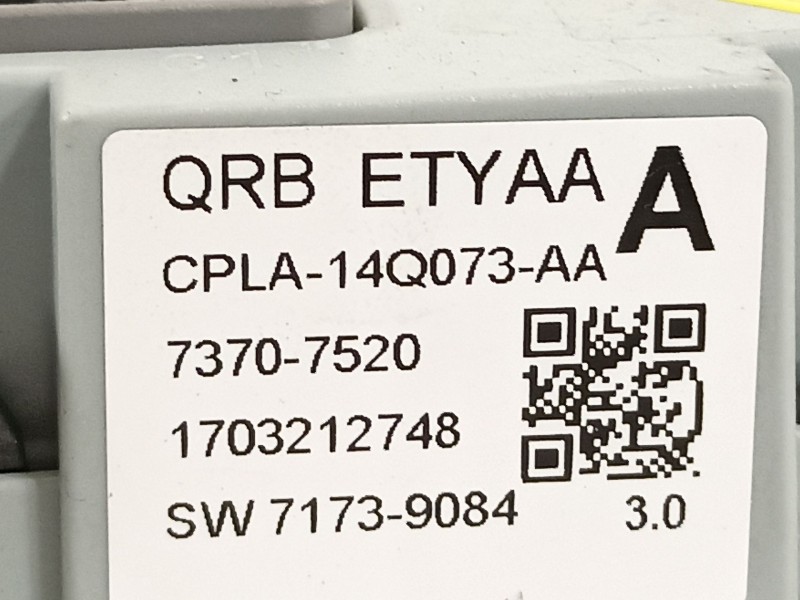 QRB ETYAA A
CPLA-14Q073-AA
7370-7520
1703212748
SW 7173-9084 3.0